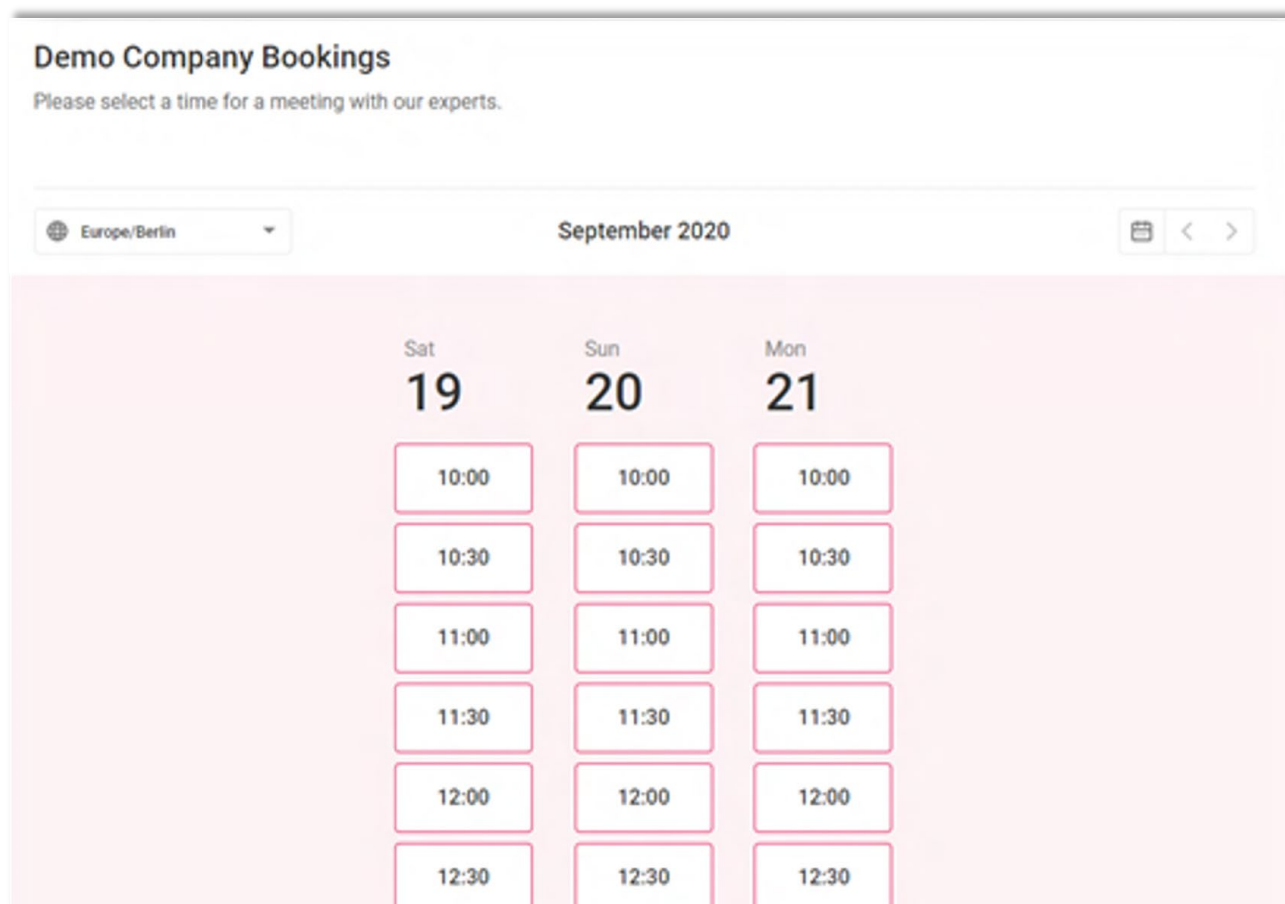 Demo Company Bookings
Please select a time for a meeting with our experts.
Europe/Berlin
September 2020
Sat Sun Mon
19 20 21
10:00 10:00 10:00
10:30 10:30 10:30
11:00 11:00 11:00
11:30 11:30 11:30
12:00 12:00 12:00
12:30 12:30 12:30